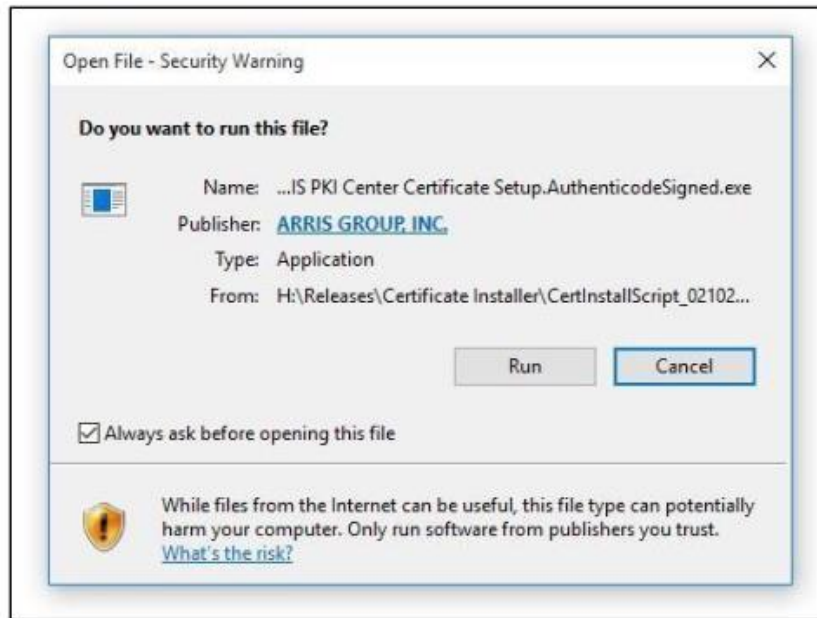 Open File - Security Warning
Do you want to run this file?
Name: ...IS PKI Center Certificate Setup.AuthenticodeSigned.exe
Publisher: ARRIS GROUP, INC.
Type: Application
From: H:\Releases\Certificate Installer\CertInstallScript_02102...
Run Cancel
Always ask before opening this file
While files from the Internet can be useful, this file type can potentially
harm your computer. Only run software from publishers you trust.
What's the risk?